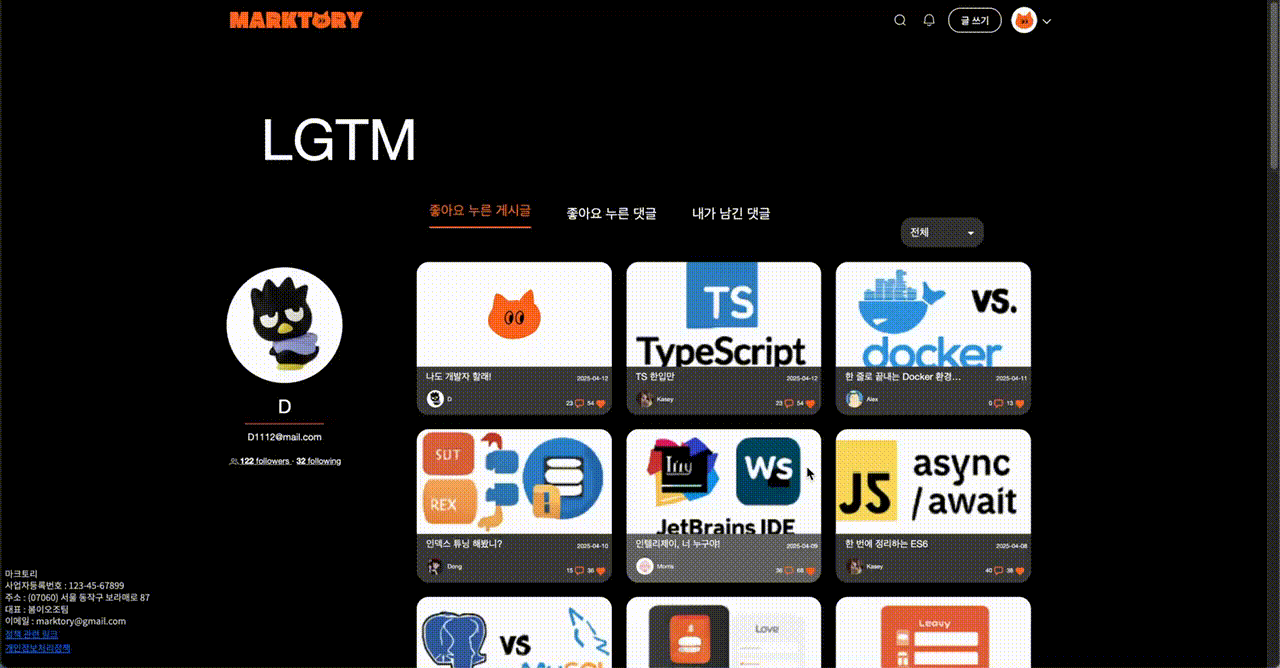 MARKTORY
글 쓰기
LGTM
좋아요 누른 게시글 좋아요 누른 댓글 내가 남긴 댓글
전체
TS
TypeScript
VS.
docker
나도 개발자 할래!
2025-04-12
D
23 54
TS 한입만
2025-04-12
Kasey
23 54
한 줄로 끝내는 Docker 환경...
2025-04-11
Alex
0 13
D
D1112@mail.com
122 followers · 32 following
SUT
REX
WS
JetBrains IDE
JS
async
/await
인덱스 튜닝 해봤니?
2025-04-10
Dong
15 36
인텔리제이, 너 누구야!
2025-04-09
Morris
36 68
한 번에 정리하는 ES6
2025-04-08
Kasey
40 38
VS
MySQL
Love
Leavy
마크토리
사업자등록번호 : 123-45-67899
주소 : (07060) 서울 동작구 보라매로 87
대표 : 봄이오조팀
이메일 : marktory@gmail.com
정책 관련 링크
개인정보처리정책